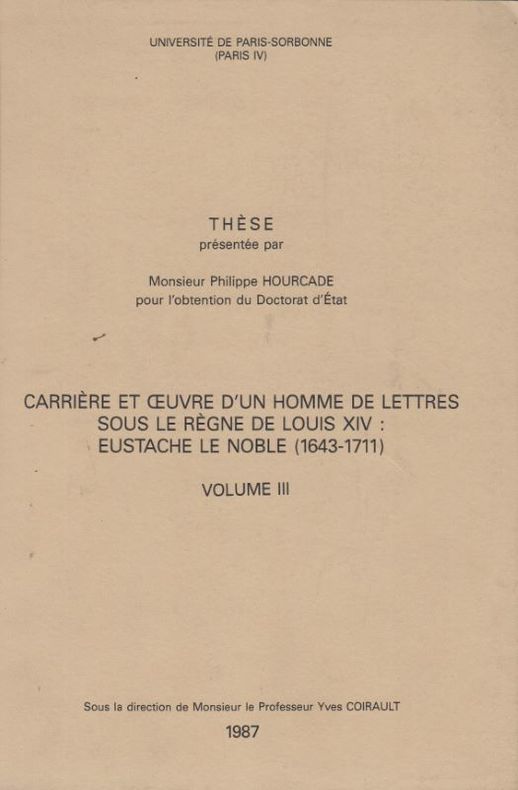 UNIVERSITÉ DE PARIS-SORBONNE
(PARIS IV)
THÈSE
présentée par
Monsieur Philippe HOURCADE
pour l'obtention du Doctorat d'État
CARRIÈRE ET ŒUVRE D'UN HOMME DE LETTRES
SOUS LE RÈGNE DE LOUIS XIV :
EUSTACHE LE NOBLE (1643-1711)
VOLUME III
Sous la direction de Monsieur le Professeur Yves COIRAULT
1987